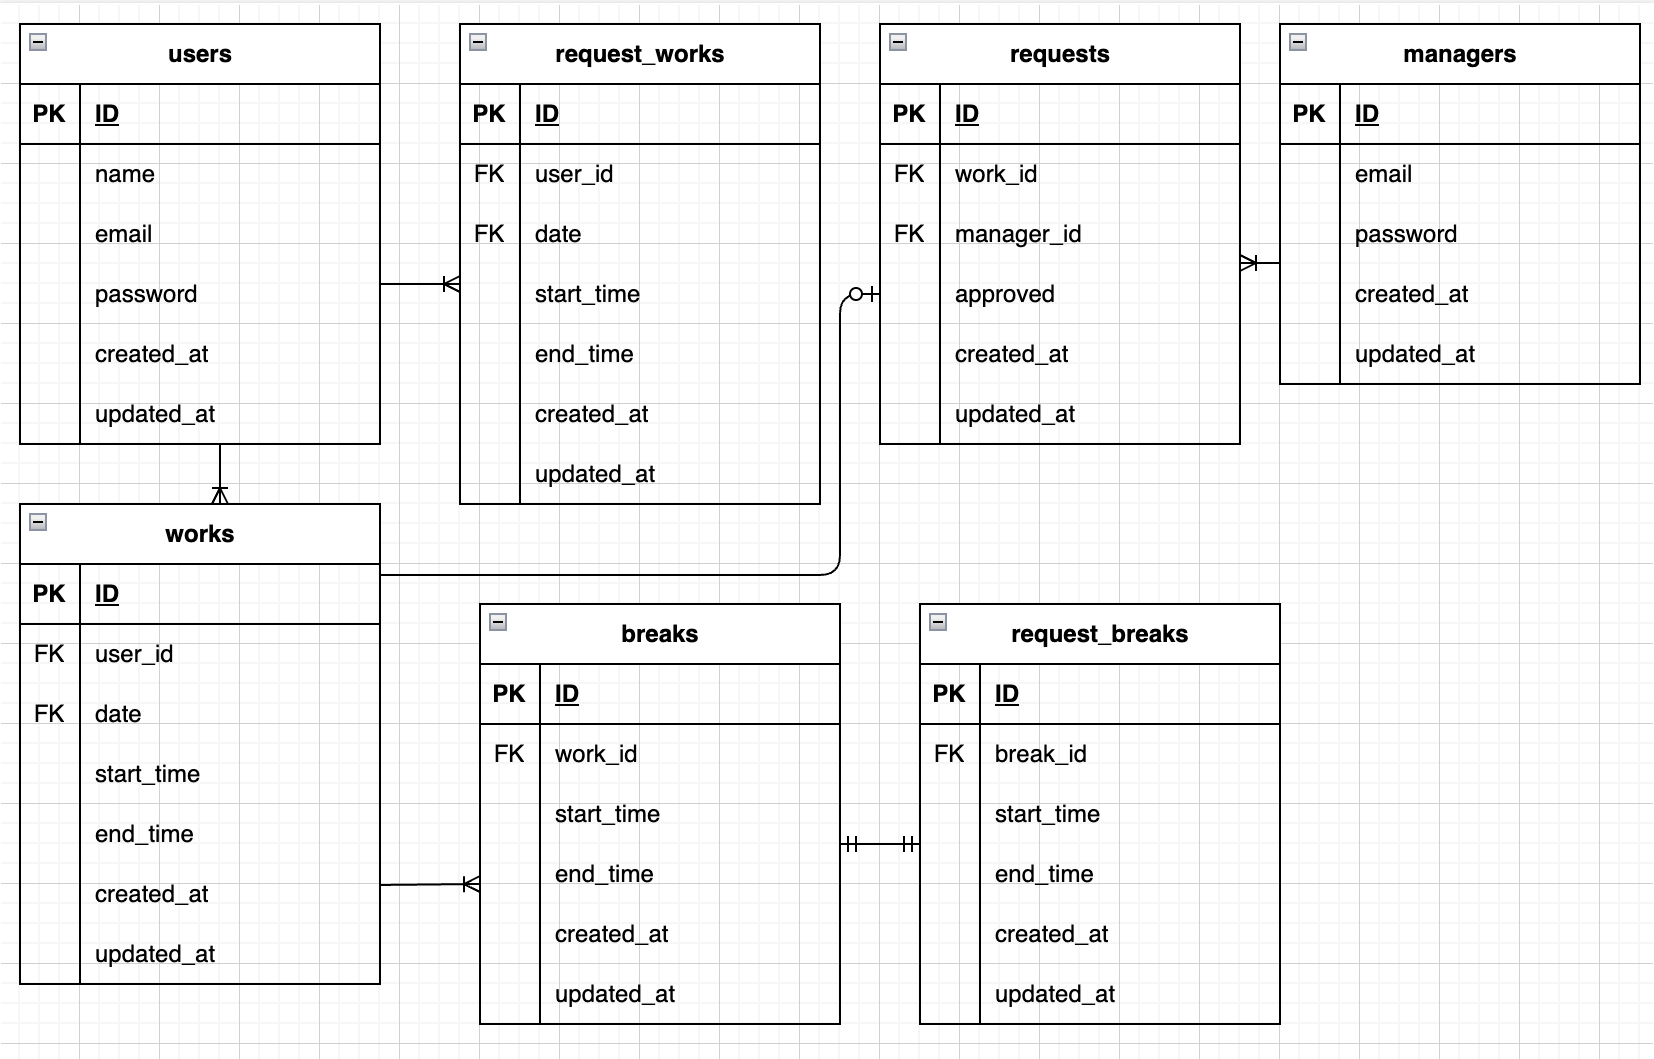 users
PK ID
name
email
password
created_at
updated_at
request_works
PK ID
FK user_id
FK date
start_time
end_time
created_at
updated_at
requests
PK ID
FK work_id
FK manager_id
approved
created_at
updated_at
managers
PK ID
email
password
created_at
updated_at
works
PK ID
FK user_id
FK date
start_time
end_time
created_at
updated_at
breaks
PK ID
FK work_id
start_time
end_time
created_at
updated_at
request_breaks
PK ID
FK break_id
start_time
end_time
created_at
updated_at